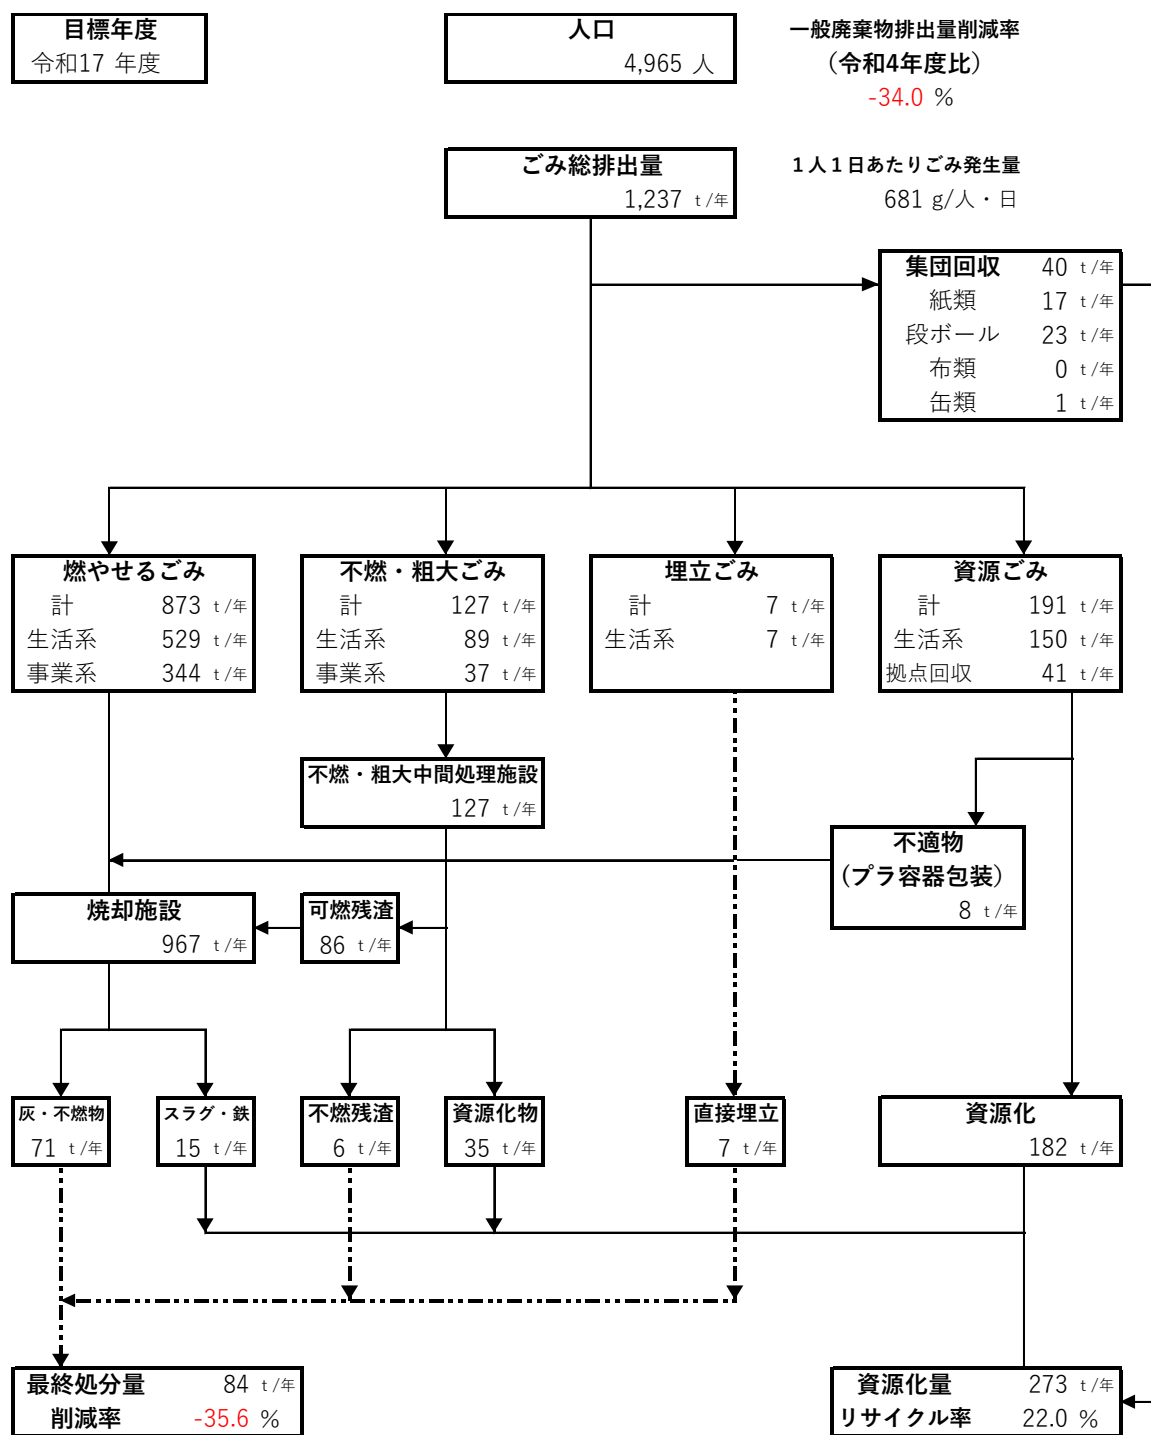 目標年度
令和17 年度
人口
4,965 人
一般廃棄物排出量削減率
(令和4年度比)
-34.0 %
ごみ総排出量
1,237 t/年
1人1日あたりごみ発生量
681 g/人・日
集団回収 40 t/年
紙類 17 t/年
段ボール 23 t/年
布類 0 t/年
缶類 1 t/年
燃やせるごみ
計 873 t/年
生活系 529 t/年
事業系 344 t/年
不燃・粗大ごみ
計 127 t/年
生活系 89 t/年
事業系 37 t/年
埋立ごみ
計 7 t/年
生活系 7 t/年
資源ごみ
計 191 t/年
生活系 150 t/年
拠点回収 41 t/年
不燃・粗大中間処理施設
127 t/年
不適物
(プラ容器包装)
8 t/年
焼却施設
967 t/年
可燃残渣
86 t/年
灰・不燃物
71 t/年
スラグ・鉄
15 t/年
不燃残渣
6 t/年
資源化物
35 t/年
直接埋立
7 t/年
資源化
182 t/年
最終処分量 84 t/年
削減率 -35.6 %
資源化量 273 t/年
リサイクル率 22.0 %